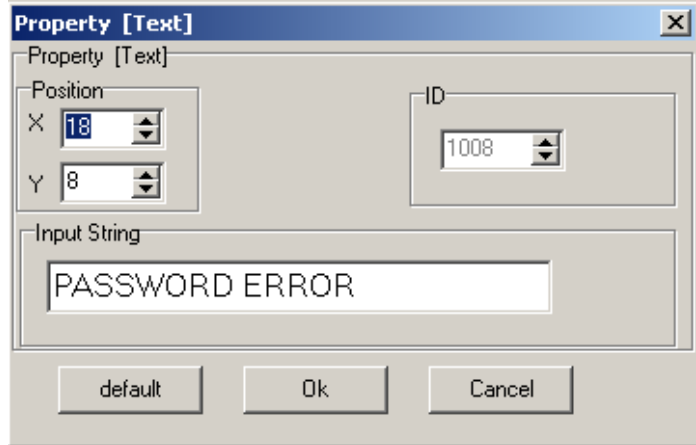 Property [Text]
Property [Text]
Position
X 18
Y 8
ID
1008
Input String
PASSWORD ERROR
default Ok Cancel